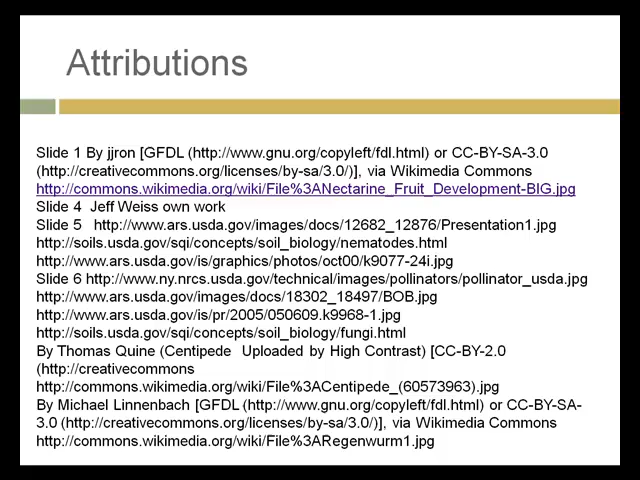 Attributions
Slide 1 By jjron [GFDL (http://www.gnu.org/copyleft/fdl.html) or CC-BY-SA-3.0
(http://creativecommons.org/licenses/by-sa/3.0/)], via Wikimedia Commons
http://commons.wikimedia.org/wiki/File%3ANectarine_Fruit_Development-BIG.jpg
Slide 4 Jeff Weiss own work
Slide 5 http://www.ars.usda.gov/images/docs/12682_12876/Presentation1.jpg
http://soils.usda.gov/sqi/concepts/soil_biology/nematodes.html
http://www.ars.usda.gov/is/graphics/photos/oct00/k9077-24i.jpg
Slide 6 http://www.ny.nrcs.usda.gov/technical/images/pollinators/pollinator_usda.jpg
http://www.ars.usda.gov/images/docs/18302_18497/BOB.jpg
http://www.ars.usda.gov/is/pr/2005/050609.k9968-1.jpg
http://soils.usda.gov/sqi/concepts/soil_biology/fungi.html
By Thomas Quine (Centipede Uploaded by High Contrast) [CC-BY-2.0
(http://creativecommons
http://commons.wikimedia.org/wiki/File%3ACentipede_(60573963).jpg
By Michael Linnenbach [GFDL (http://www.gnu.org/copyleft/fdl.html) or CC-BY-SA-
3.0 (http://creativecommons.org/licenses/by-sa/3.0/)], via Wikimedia Commons
http://commons.wikimedia.org/wiki/File%3ARegenwurm1.jpg